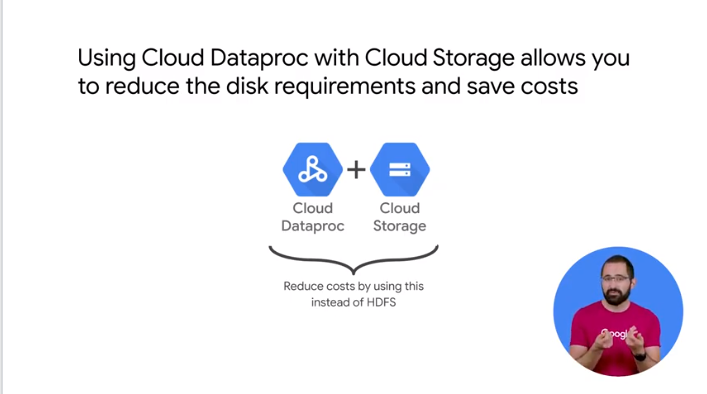 Using Cloud Dataproc with Cloud Storage allows you
to reduce the disk requirements and save costs
Cloud
Dataproc
Cloud
Storage
Reduce costs by using this
instead of HDFS
Google